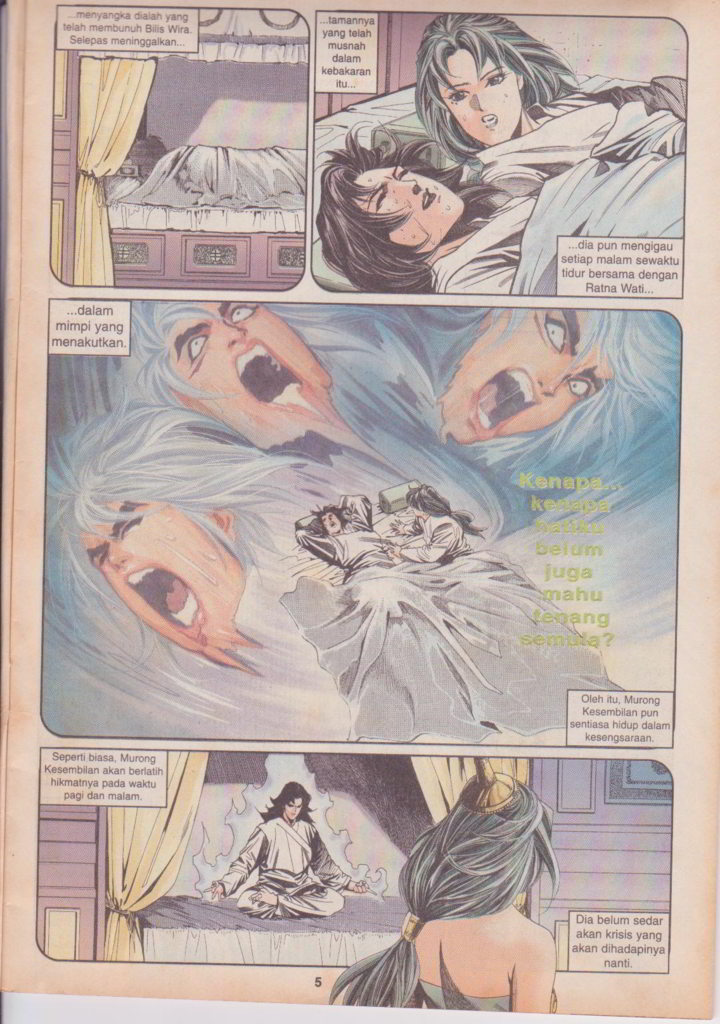 ...menyangka dialah yang
telah membunuh Bilis Wira.
Selepas meninggalkan...
...tamannya
yang telah
musnah
dalam
kebakaran
itu...
...dia pun mengigau
setiap malam sewaktu
tidur bersama dengan
Ratna Wati...
...dalam
mimpi yang
menakutkan.
Kenapa...
kenapa
hatiku
belum
juga
mahu
tenang
semula?
Oleh itu, Murong
Kesembilan pun
sentiasa hidup dalam
kesengsaraan.
Seperti biasa, Murong
Kesembilan akan berlatih
hikmatnya pada waktu
pagi dan malam.
Dia belum sedar
akan krisis yang
akan dihadapinya
nanti.
5